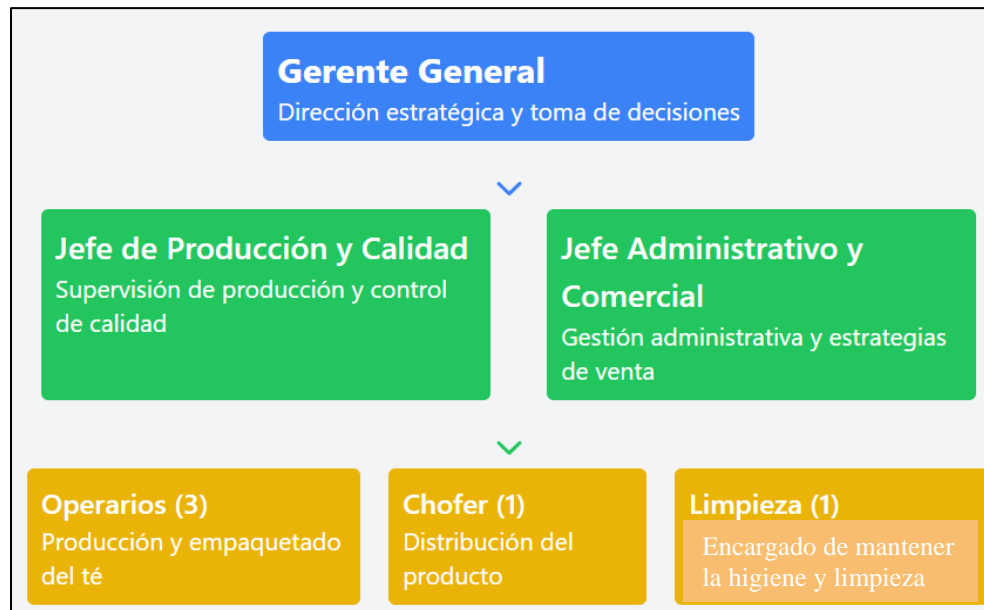 Gerente General
Dirección estratégica y toma de decisiones
Jefe de Producción y Calidad
Supervisión de producción y control
de calidad
Jefe Administrativo y
Comercial
Gestión administrativa y estrategias
de venta
Operarios (3)
Producción y empaquetado
del té
Chofer (1)
Distribución del
producto
Limpieza (1)
Encargado de mantener
la higiene y limpieza